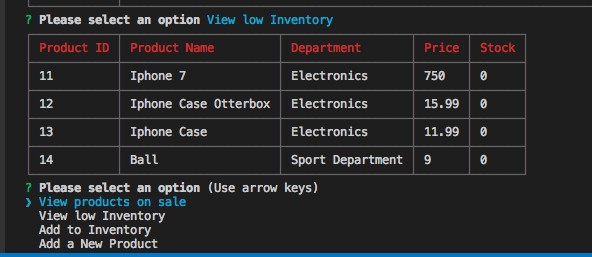 ? Please select an option View low Inventory
Product ID Product Name Department Price Stock
11 Iphone 7 Electronics 750 0
12 Iphone Case Otterbox Electronics 15.99 0
13 Iphone Case Electronics 11.99 0
14 Ball Sport Department 9 0
? Please select an option (Use arrow keys)
❯ View products on sale
View low Inventory
Add to Inventory
Add a New Product